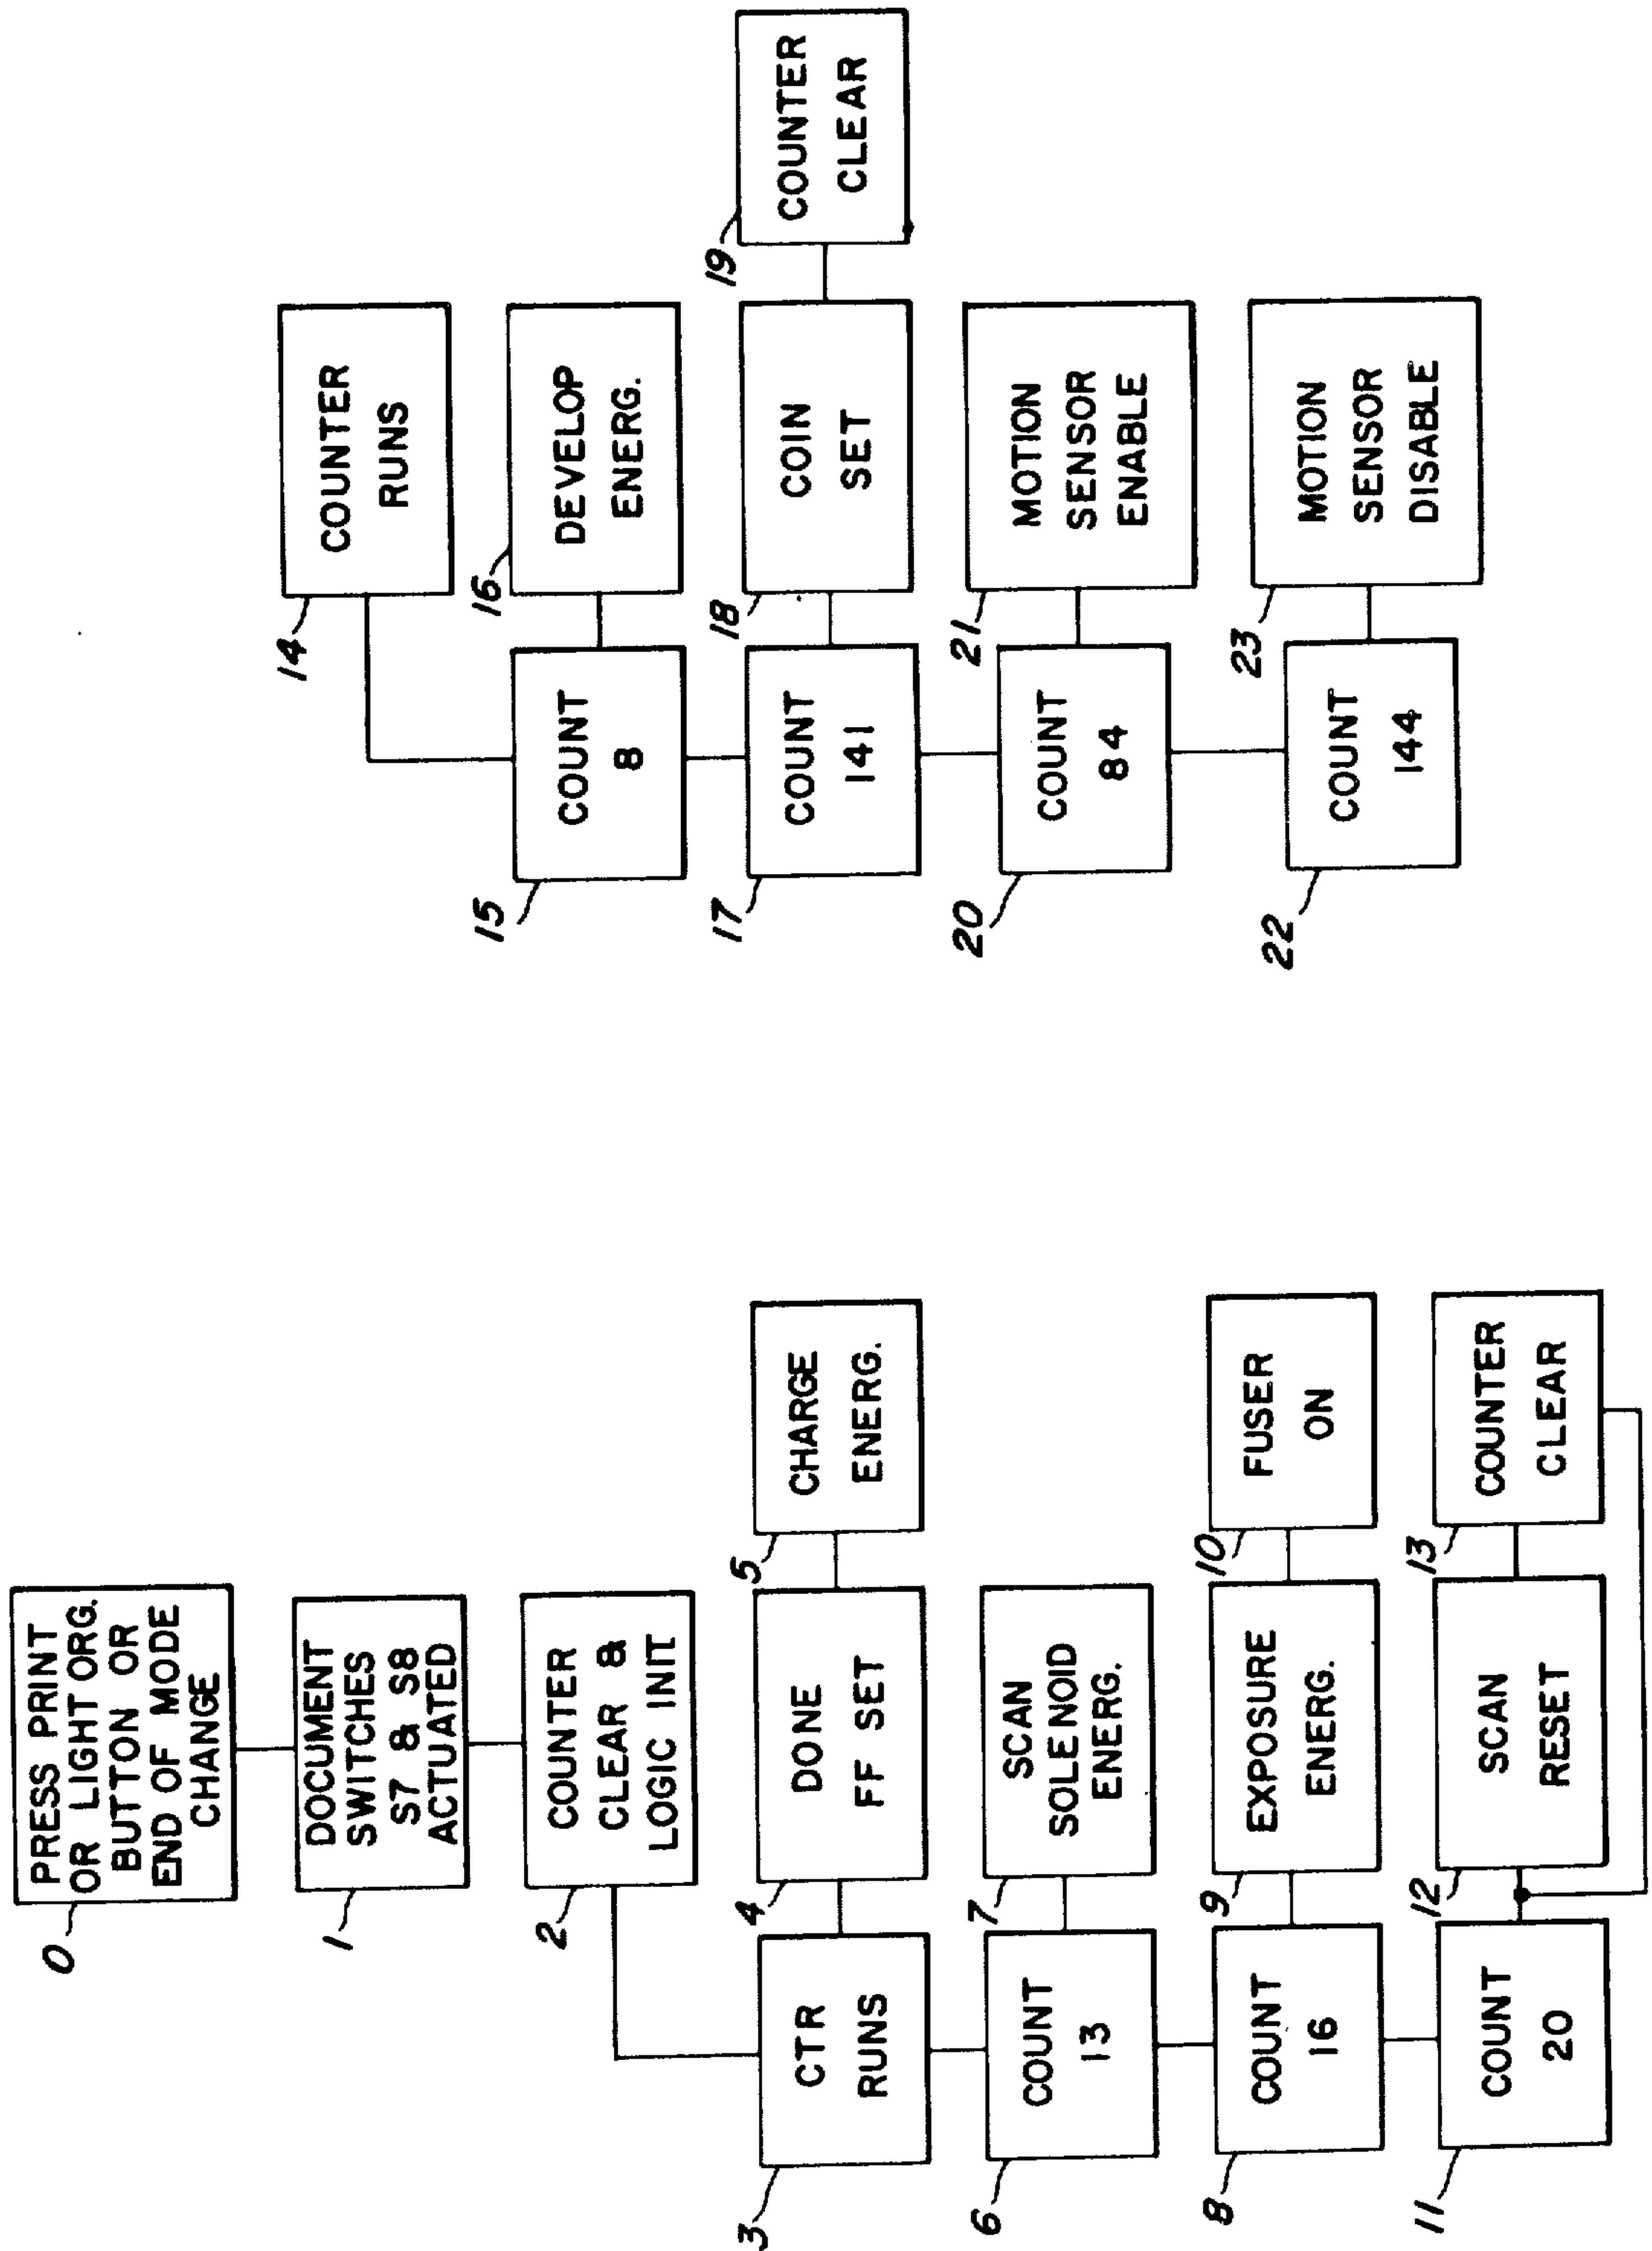 0
PRESS PRINT
OR LIGHT ORG.
BUTTON OR
END OF MODE
CHANGE
1
DOCUMENT
SWITCHES
S7 & S8
ACTUATED
2
COUNTER
CLEAR &
LOGIC INIT
3
CTR
RUNS
4
DONE
FF SET
5
CHARGE
ENERG.
6
COUNT
13
7
SCAN
SOLENOID
ENERG.
8
COUNT
16
9
EXPOSURE
ENERG.
10
FUSER
ON
11
COUNT
20
12
SCAN
RESET
13
COUNTER
CLEAR
14
COUNTER
RUNS
15
COUNT
8
16
DEVELOP
ENERG.
17
COUNT
141
18
COIN
SET
19
COUNTER
CLEAR
20
COUNT
84
21
MOTION
SENSOR
ENABLE
22
COUNT
144
23
MOTION
SENSOR
DISABLE